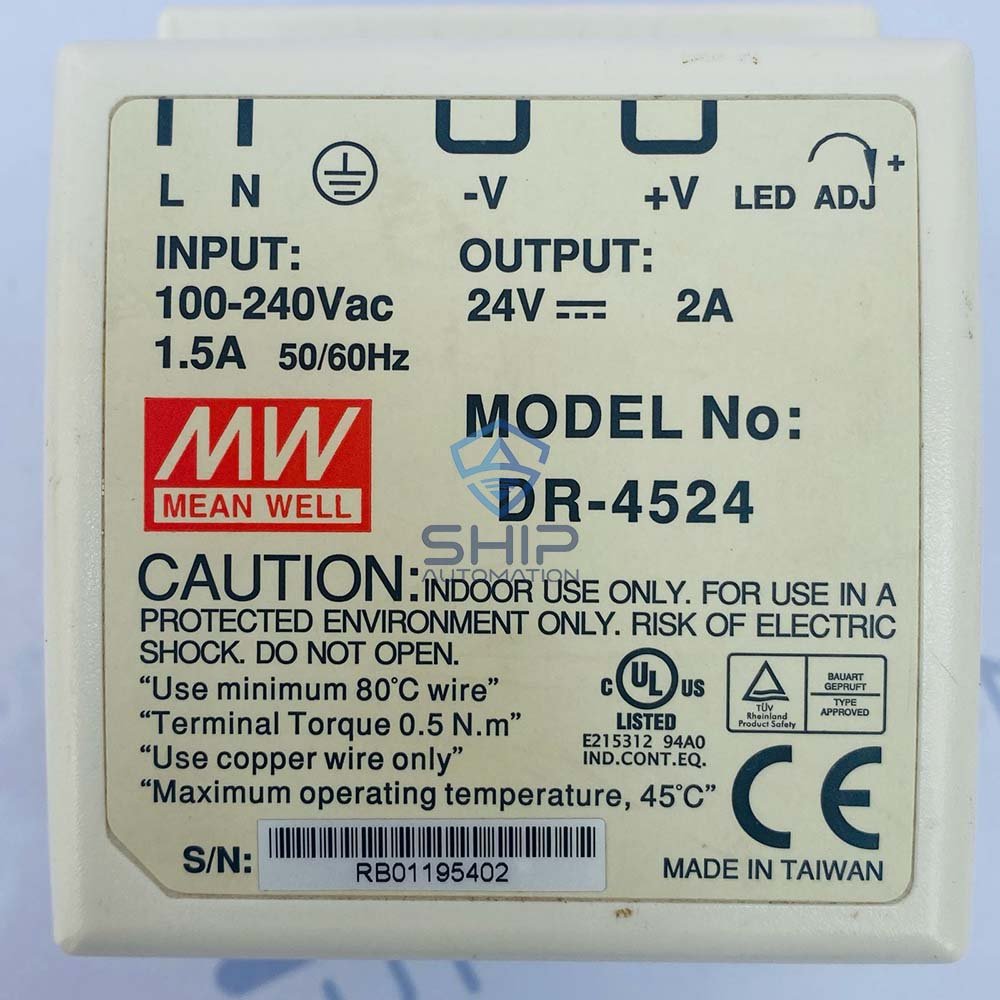 L N -V +V LED ADJ +
INPUT: OUTPUT:
100-240Vac 24V 2A
1.5A 50/60Hz
MW
MEAN WELL
MODEL No:
DR-4524
SHIP
AUTOMATION
CAUTION: INDOOR USE ONLY. FOR USE IN A
PROTECTED ENVIRONMENT ONLY. RISK OF ELECTRIC
SHOCK. DO NOT OPEN.
"Use minimum 80°C wire"
"Terminal Torque 0.5 N.m"
"Use copper wire only"
"Maximum operating temperature, 45°C"
C UL US
LISTED
E215312 94A0
IND.CONT.EQ.
TÜV
Rheinland
Product Safety
BAUART
GEPRUFT
TYPE
APPROVED
CE
S/N: RB01195402
MADE IN TAIWAN